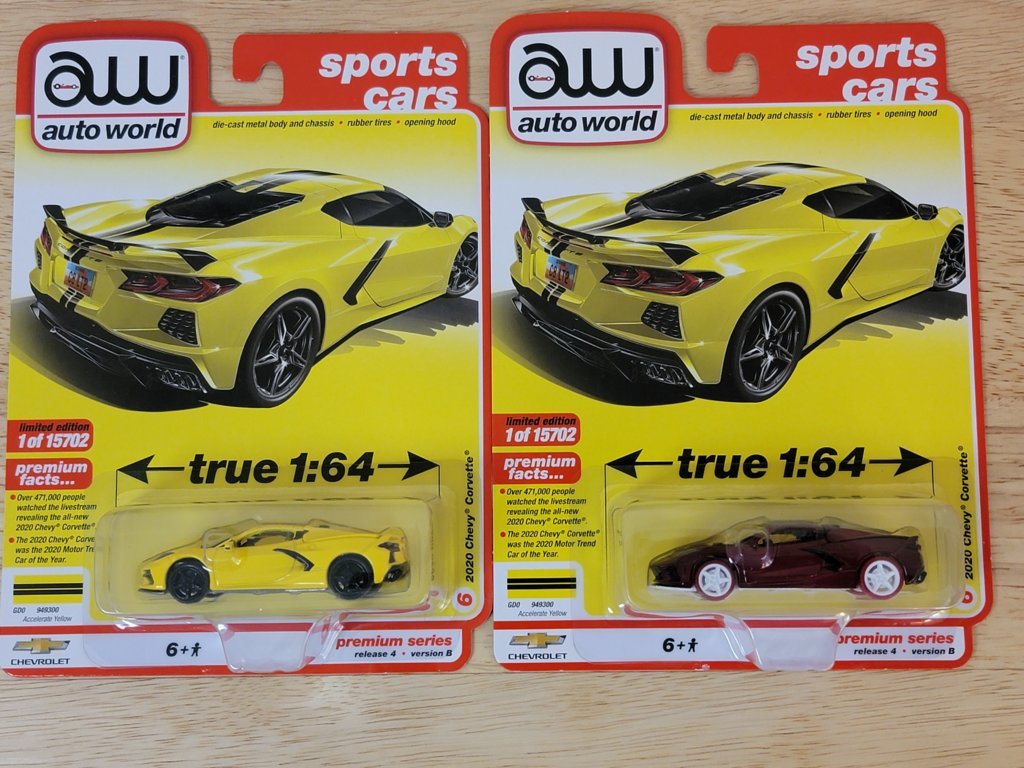 aw®
auto world
sports
cars
die-cast metal body and chassis • rubber tires • opening hood
limited edition
1 of 15702
premium
facts...
true 1:64
• Over 471,000 people
watched the livestream
revealing the all-new
2020 Chevy® Corvette®.
• The 2020 Chevy® Corvette
was the 2020 Motor Tre
Car of the Year.
GD0 949300
Accelerate Yellow
2020 Chevy® Corvette®
6
CHEVROLET
6+
premium series
release 4 • version B
aw®
auto world
sports
cars
die-cast metal body and chassis • rubber tires • opening hood
limited edition
1 of 15702
premium
facts...
true 1:64
• Over 471,000 people
watched the livestream
revealing the all-new
2020 Chevy® Corvette®.
• The 2020 Chevy® Corvette®
was the 2020 Motor Trend
Car of the Year.
GD0 949300
Accelerate Yellow
2020 Chevy® Corvette®
6
CHEVROLET
6+
premium series
release 4 • version B